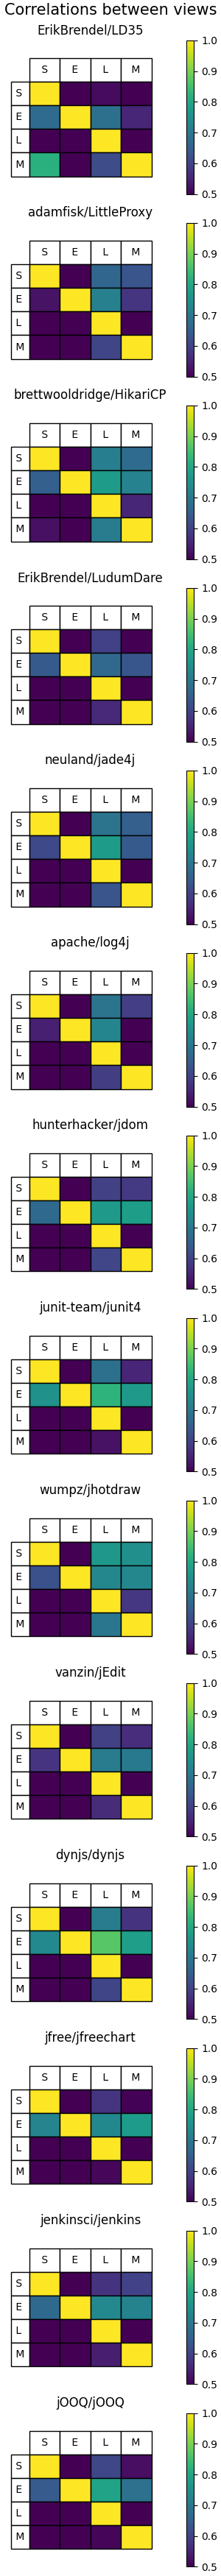 Correlations between views
ErikBrendel/LD35
S E L M
S
E
L
M
1.0
0.9
0.8
0.7
0.6
0.5
adamfisk/LittleProxy
S E L M
S
E
L
M
1.0
0.9
0.8
0.7
0.6
0.5
brettwooldridge/HikariCP
S E L M
S
E
L
M
1.0
0.9
0.8
0.7
0.6
0.5
ErikBrendel/LudumDare
S E L M
S
E
L
M
1.0
0.9
0.8
0.7
0.6
0.5
neuland/jade4j
S E L M
S
E
L
M
1.0
0.9
0.8
0.7
0.6
0.5
apache/log4j
S E L M
S
E
L
M
1.0
0.9
0.8
0.7
0.6
0.5
hunterhacker/jdom
S E L M
S
E
L
M
1.0
0.9
0.8
0.7
0.6
0.5
junit-team/junit4
S E L M
S
E
L
M
1.0
0.9
0.8
0.7
0.6
0.5
wumpz/jhotdraw
S E L M
S
E
L
M
1.0
0.9
0.8
0.7
0.6
0.5
vanzin/jEdit
S E L M
S
E
L
M
1.0
0.9
0.8
0.7
0.6
0.5
dynjs/dynjs
S E L M
S
E
L
M
1.0
0.9
0.8
0.7
0.6
0.5
jfree/jfreechart
S E L M
S
E
L
M
1.0
0.9
0.8
0.7
0.6
0.5
jenkinsci/jenkins
S E L M
S
E
L
M
1.0
0.9
0.8
0.7
0.6
0.5
jOOQ/jOOQ
S E L M
S
E
L
M
1.0
0.9
0.8
0.7
0.6
0.5